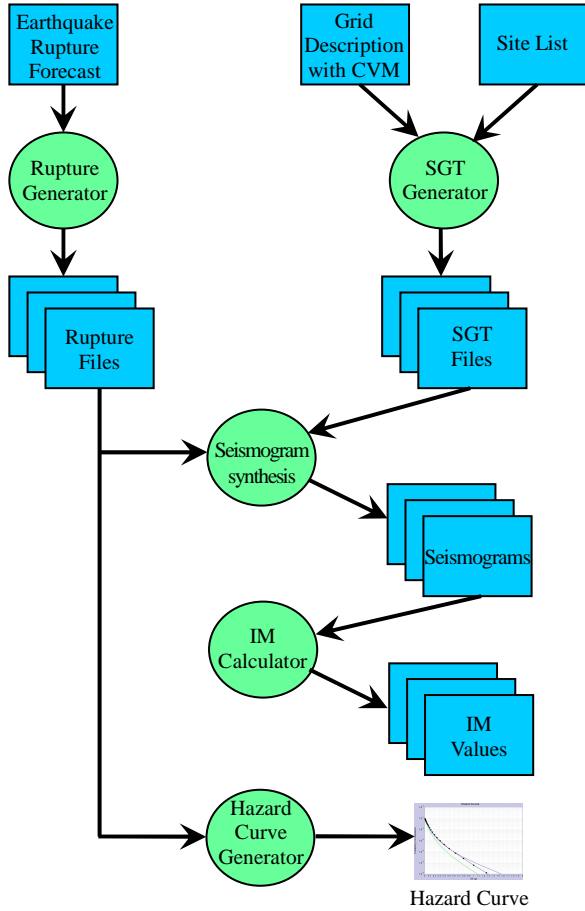 Earthquake
Rupture
Forecast
Grid
Description
with CVM
Site List
Rupture
Generator
SGT
Generator
Rupture
Files
SGT
Files
Seismogram
synthesis
Seismograms
IM
Calculator
IM
Values
Hazard
Curve
Generator
Hazard Curve